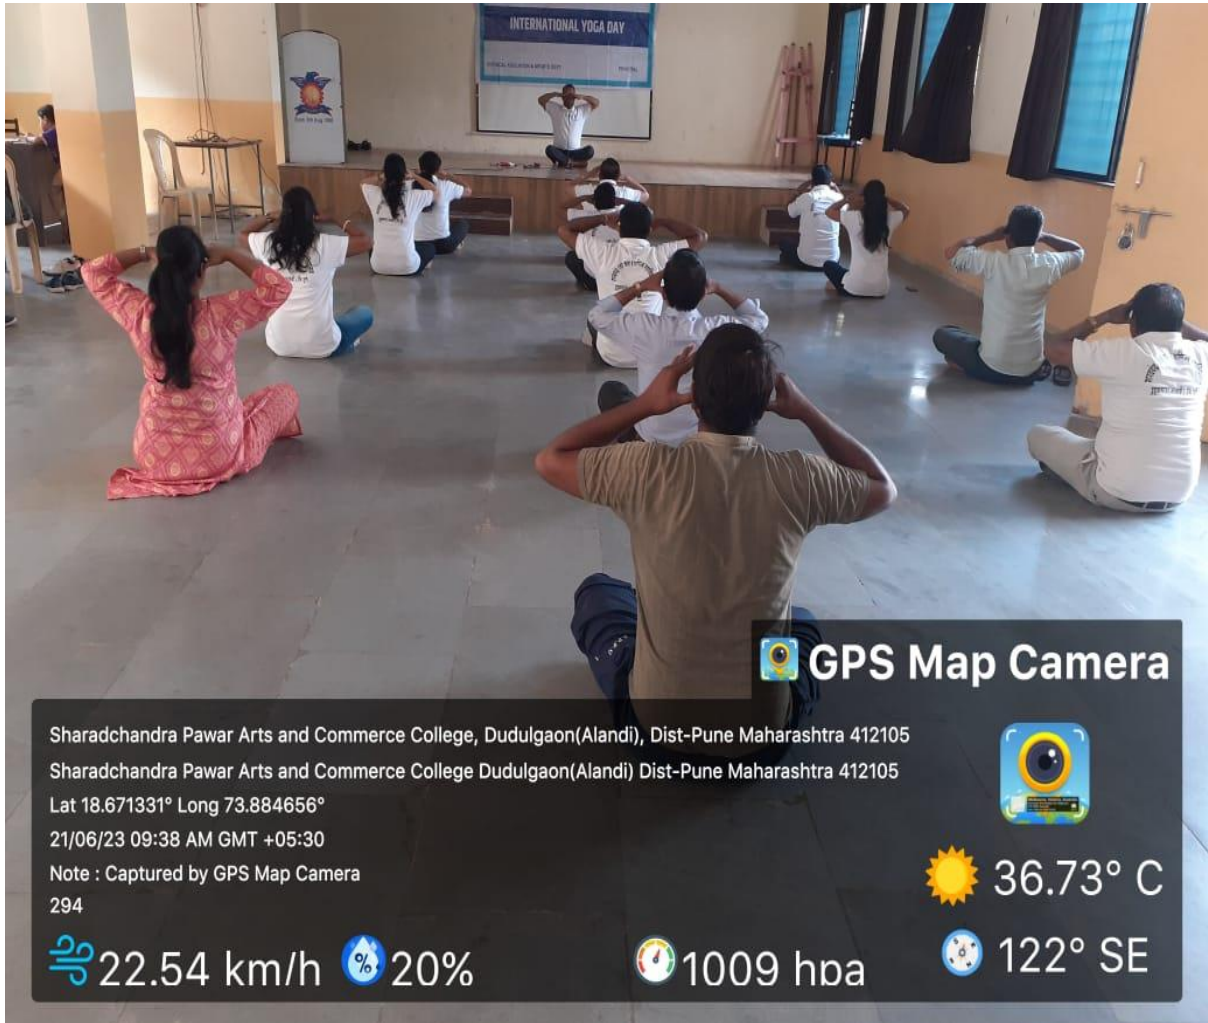 INTERNATIONAL YOGA DAY
GPS Map Camera
Sharadchandra Pawar Arts and Commerce College, Dudulgaon(Alandi), Dist-Pune Maharashtra 412105
Sharadchandra Pawar Arts and Commerce College Dudulgaon(Alandi) Dist-Pune Maharashtra 412105
Lat 18.671331° Long 73.884656°
21/06/23 09:38 AM GMT +05:30
Note : Captured by GPS Map Camera
294
36.73° C
22.54 km/h 20% 1009 hpa 122° SE